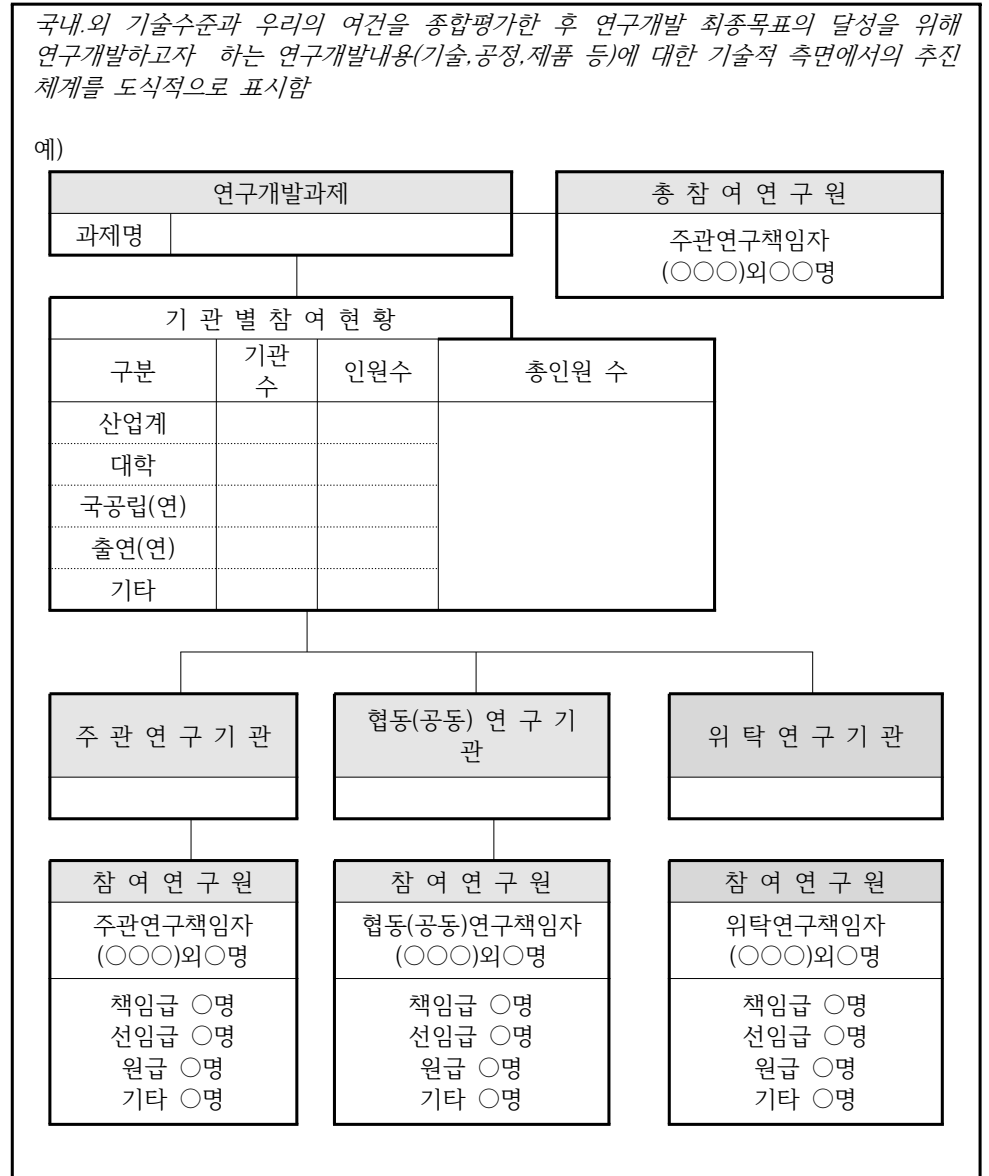 국내.외 기술수준과 우리의 여건을 종합평가한 후 연구개발 최종목표의 달성을 위해
연구개발하고자 하는 연구개발내용(기술,공정,제품 등)에 대한 기술적 측면에서의 추진
체계를 도식적으로 표시함
예)
연구개발과제
총 참 여 연 구 원
과제명
주관연구책임자
(○○○)외○○명
기 관 별 참 여 현 황
구분
기관
수
인원수
총인원 수
산업계
대학
국공립(연)
출연(연)
기타
주 관 연 구 기 관
협동(공동) 연 구 기
관
위 탁 연 구 기 관
참 여 연 구 원
주관연구책임자
(○○○)외○명
책임급 ○명
선임급 ○명
원급 ○명
기타 ○명
참 여 연 구 원
협동(공동)연구책임자
(○○○)외○명
책임급 ○명
선임급 ○명
원급 ○명
기타 ○명
참 여 연 구 원
위탁연구책임자
(○○○)외○명
책임급 ○명
선임급 ○명
원급 ○명
기타 ○명